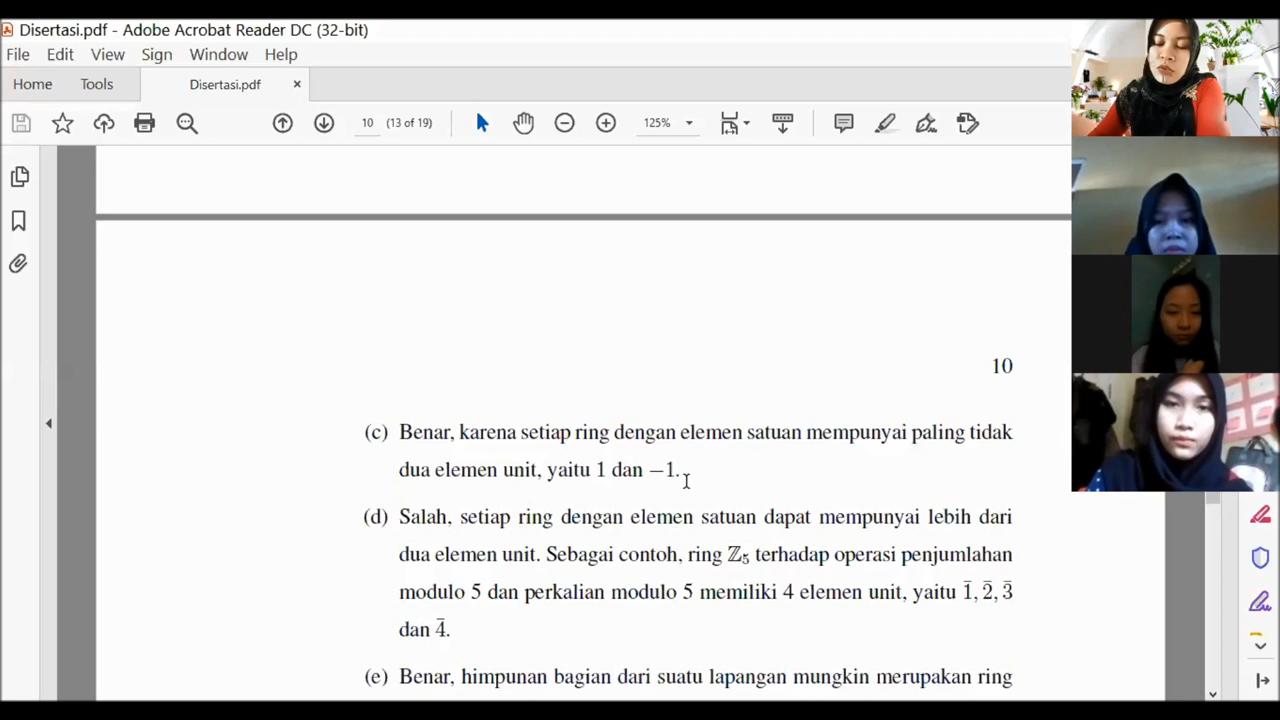 Disertasi.pdf - Adobe Acrobat Reader DC (32-bit)
File Edit View Sign Window Help
Home Tools Disertasi.pdf ×
10 (13 of 19) 125%
10
(c) Benar, karena setiap ring dengan elemen satuan mempunyai paling tidak
dua elemen unit, yaitu 1 dan −1.
(d) Salah, setiap ring dengan elemen satuan dapat mempunyai lebih dari
dua elemen unit. Sebagai contoh, ring ℤ₅ terhadap operasi penjumlahan
modulo 5 dan perkalian modulo 5 memiliki 4 elemen unit, yaitu 1̄, 2̄, 3̄
dan 4̄.
(e) Benar, himpunan bagian dari suatu lapangan mungkin merupakan ring